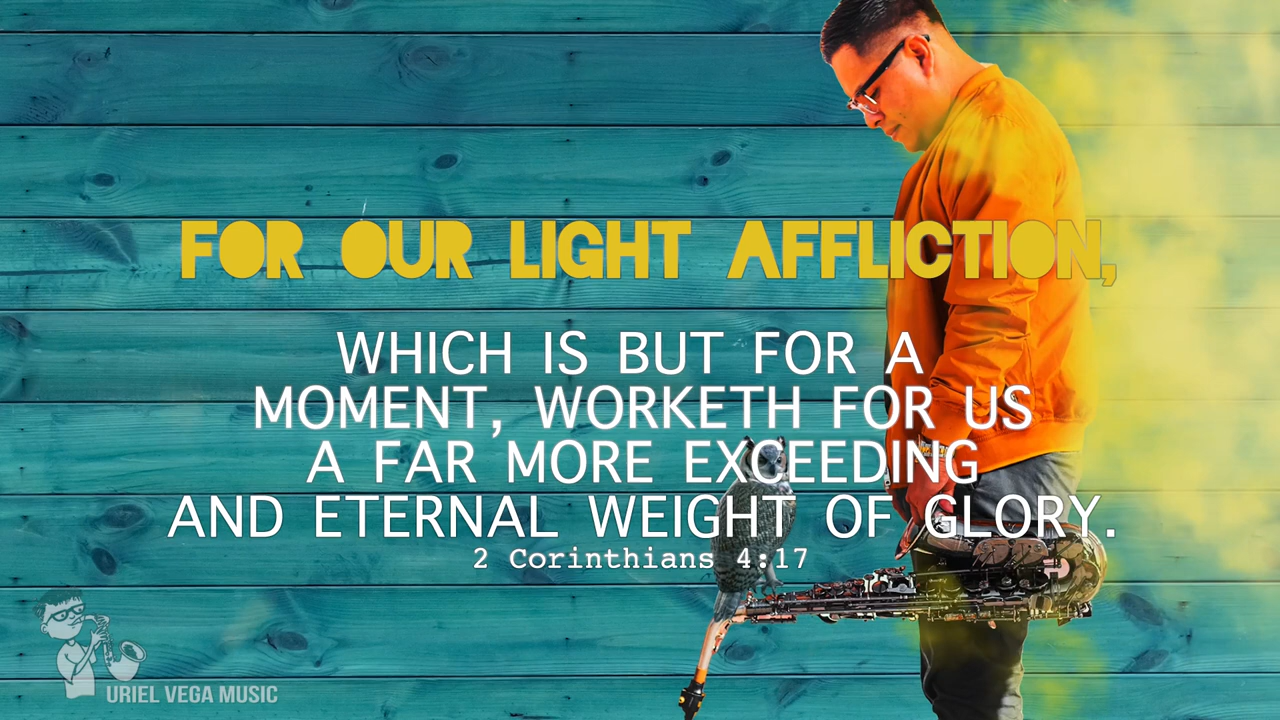 FOR OUR LIGHT AFFLICTION,
WHICH IS BUT FOR A
MOMENT, WORKETH FOR US
A FAR MORE EXCEEDING
AND ETERNAL WEIGHT OF GLORY.
2 Corinthians 4:17
URIEL VEGA MUSIC